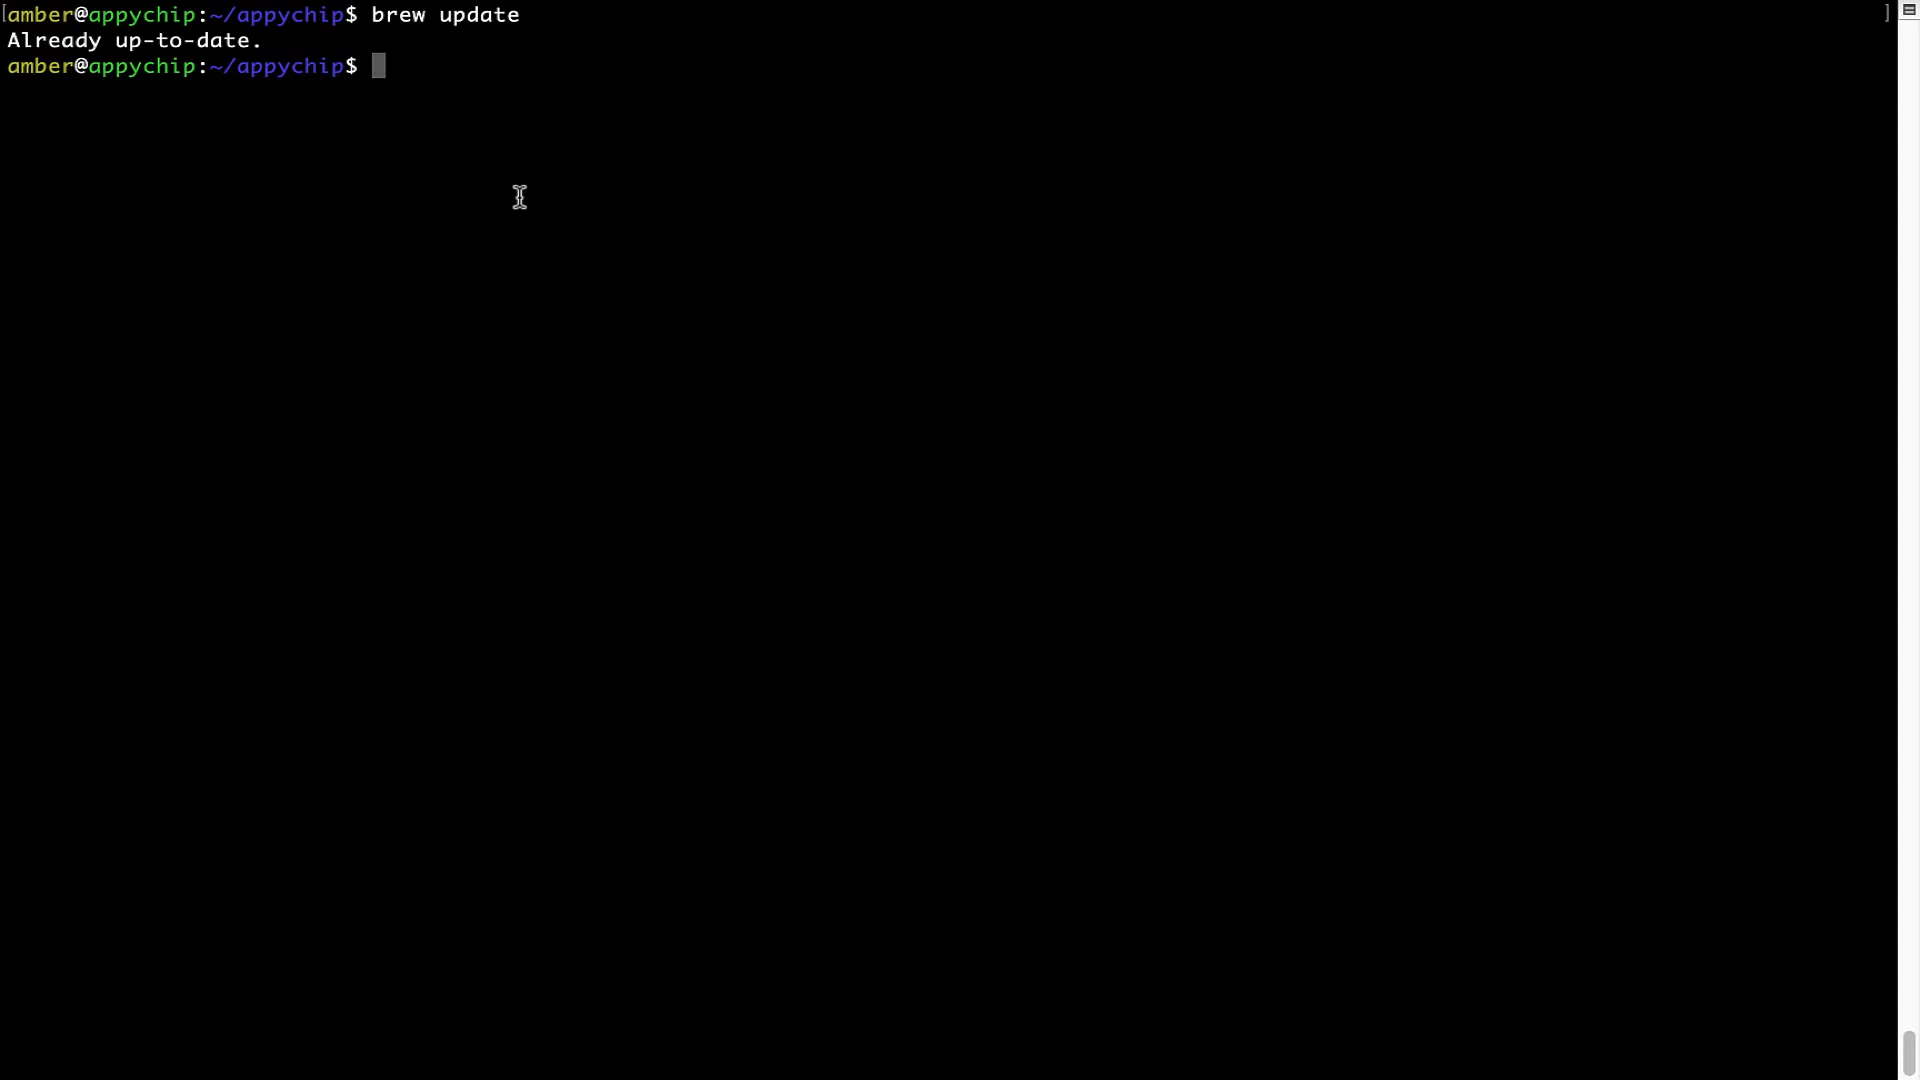 [amber@appychip:~/appychip$ brew update ]
Already up-to-date.
amber@appychip:~/appychip$